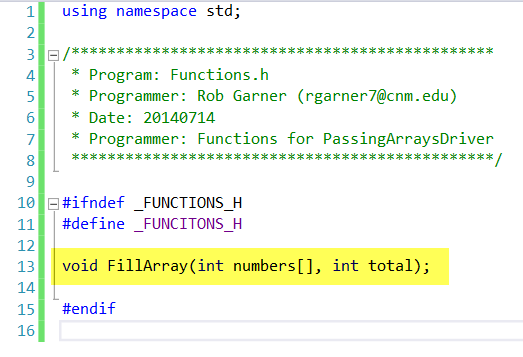 1 using namespace std;
2
3 /***********************************************
4 * Program: Functions.h
5 * Programmer: Rob Garner (rgarner7@cnm.edu)
6 * Date: 20140714
7 * Programmer: Functions for PassingArraysDriver
8 ***********************************************/
9
10 #ifndef _FUNCTIONS_H
11 #define _FUNCITONS_H
12
13 void FillArray(int numbers[], int total);
14
15 #endif
16